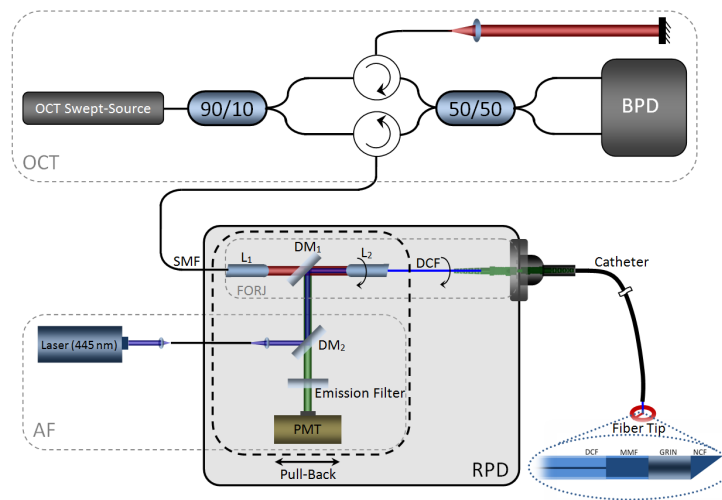 OCT Swept-Source
90/10
50/50
BPD
OCT
SMF
L1
DM1
L2
DCF
FORJ
Catheter
Laser (445 nm)
DM2
Emission Filter
AF
PMT
Pull-Back
RPD
Fiber Tip
DCF
MMF
GRIN
NCF